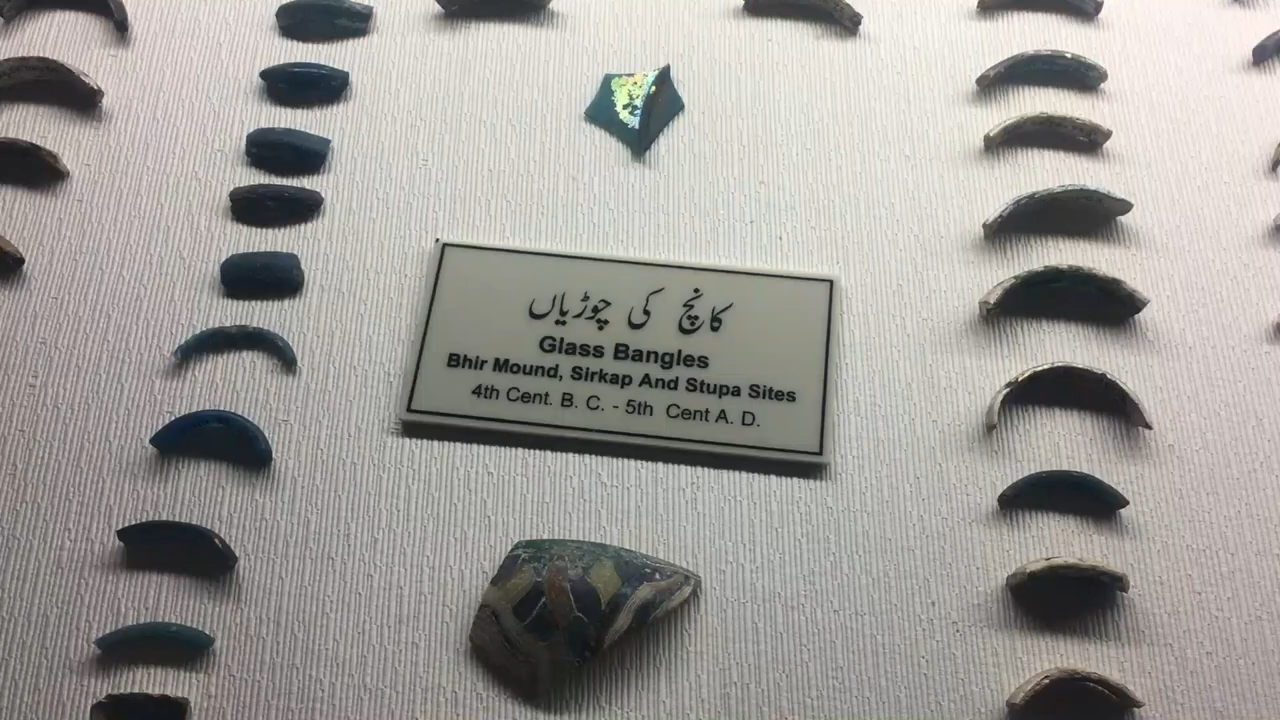 کانچ کی چوڑیاں
Glass Bangles
Bhir Mound, Sirkap And Stupa Sites
4th Cent. B. C. - 5th Cent A. D.